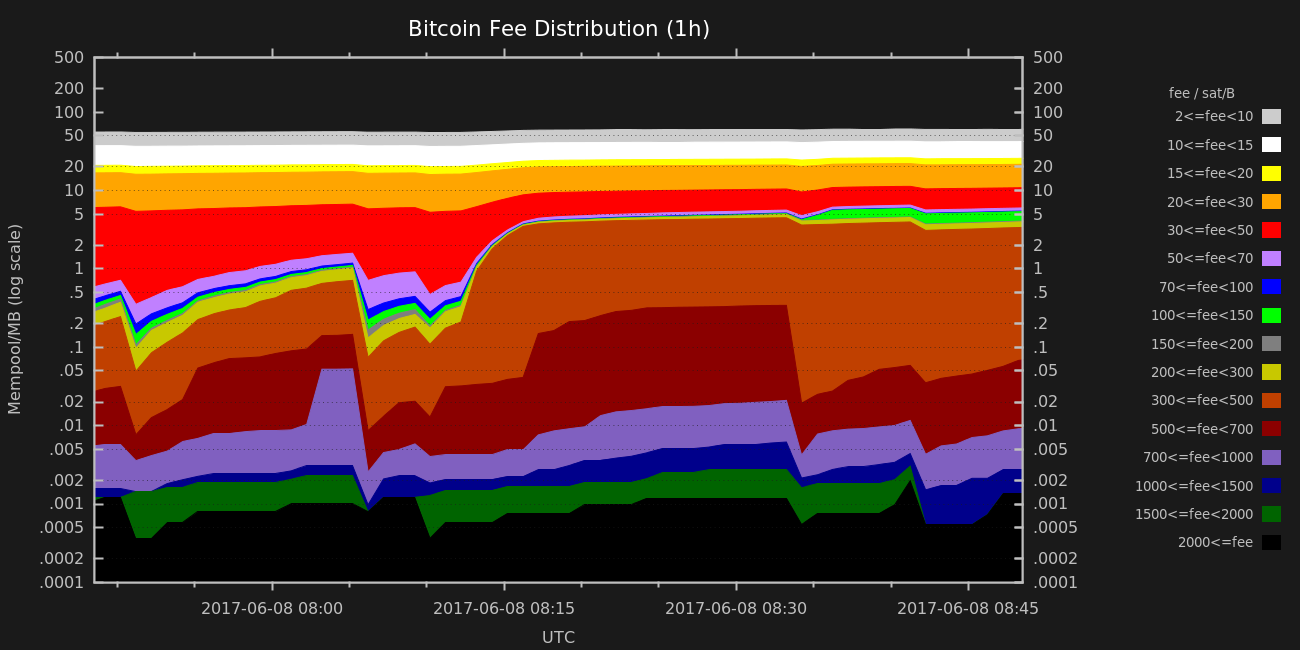 Bitcoin Fee Distribution (1h)
Mempool/MB (log scale)
500
200
100
50
20
10
5
2
1
.5
.2
.1
.05
.02
.01
.005
.002
.001
.0005
.0002
.0001
500
200
100
50
20
10
5
2
1
.5
.2
.1
.05
.02
.01
.005
.002
.001
.0005
.0002
.0001
2017-06-08 08:00
2017-06-08 08:15
2017-06-08 08:30
2017-06-08 08:45
UTC
fee / sat/B
2<=fee<10
10<=fee<15
15<=fee<20
20<=fee<30
30<=fee<50
50<=fee<70
70<=fee<100
100<=fee<150
150<=fee<200
200<=fee<300
300<=fee<500
500<=fee<700
700<=fee<1000
1000<=fee<1500
1500<=fee<2000
2000<=fee